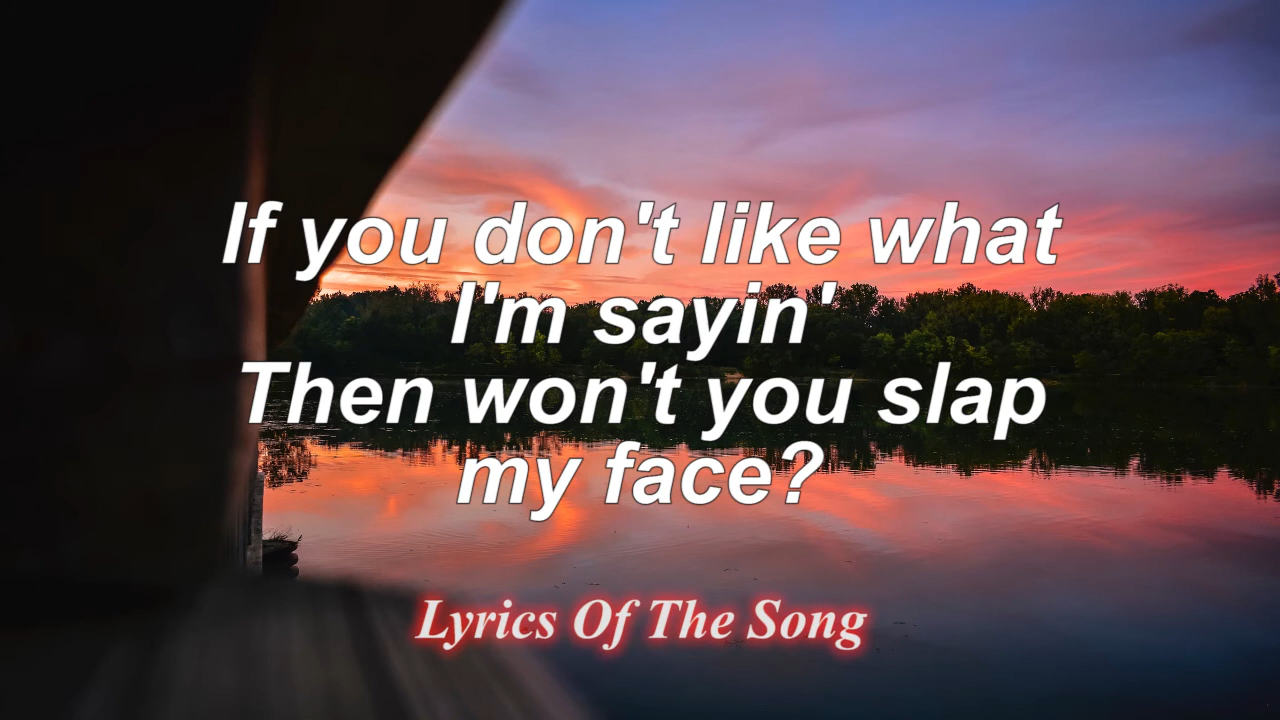 If you don't like what
I'm sayin'
Then won't you slap
my face?
Lyrics Of The Song